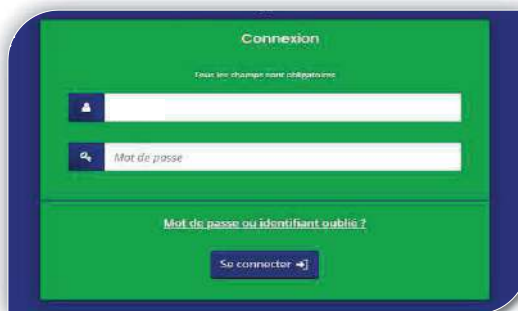 Connexion
Tous les champs sont obligatoires
Mot de passe
Mot de passe ou identifiant oublié ?
Se connecter